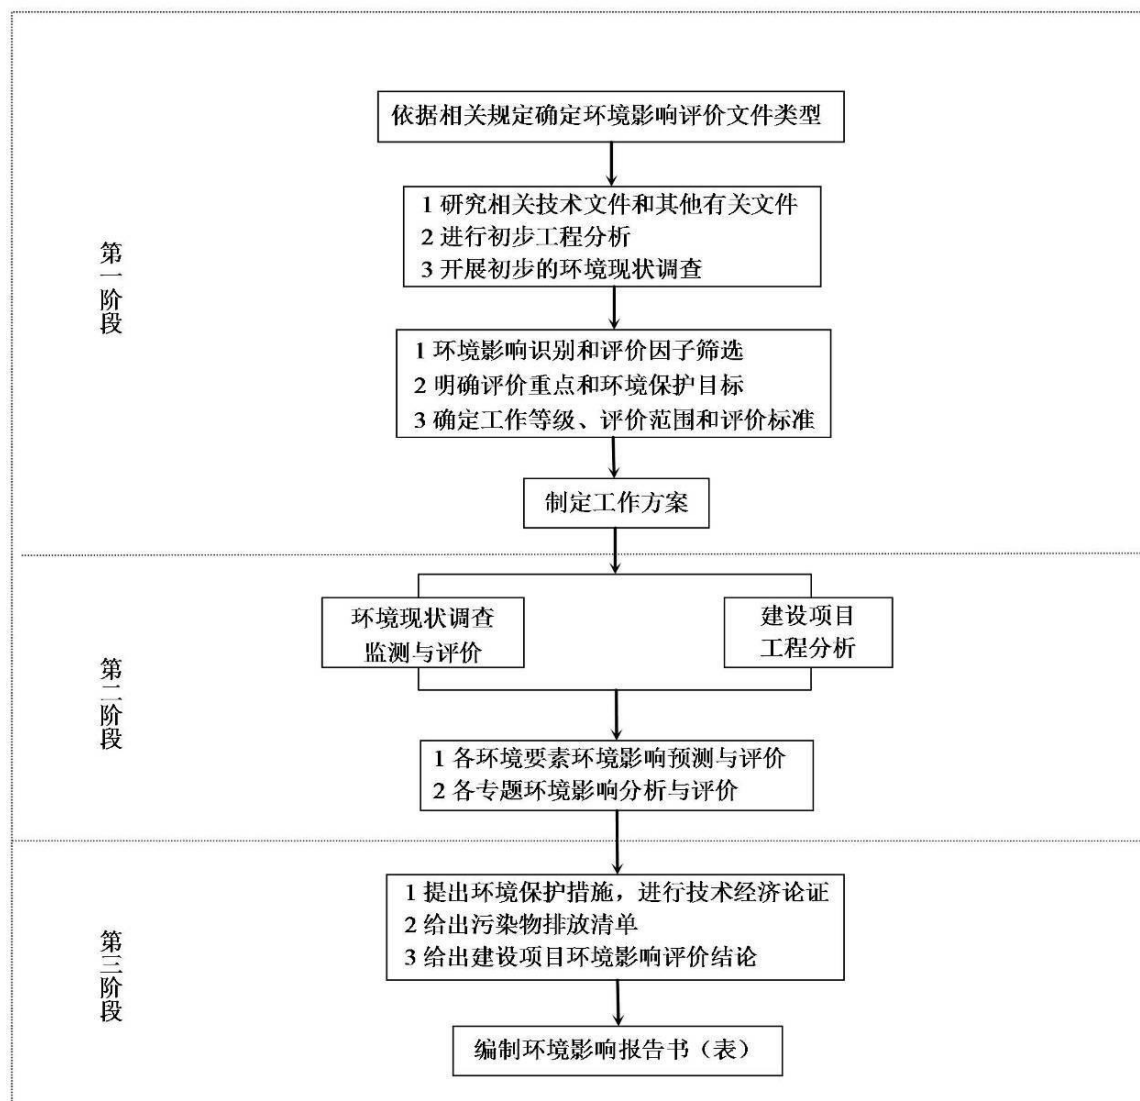 依据相关规定确定环境影响评价文件类型
第一阶段
1 研究相关技术文件和其他有关文件
2 进行初步工程分析
3 开展初步的环境现状调查
1 环境影响识别和评价因子筛选
2 明确评价重点和环境保护目标
3 确定工作等级、评价范围和评价标准
制定工作方案
第二阶段
环境现状调查
监测与评价
建设项目
工程分析
1 各环境要素环境影响预测与评价
2 各专题环境影响分析与评价
第三阶段
1 提出环境保护措施，进行技术经济论证
2 给出污染物排放清单
3 给出建设项目环境影响评价结论
编制环境影响报告书（表）